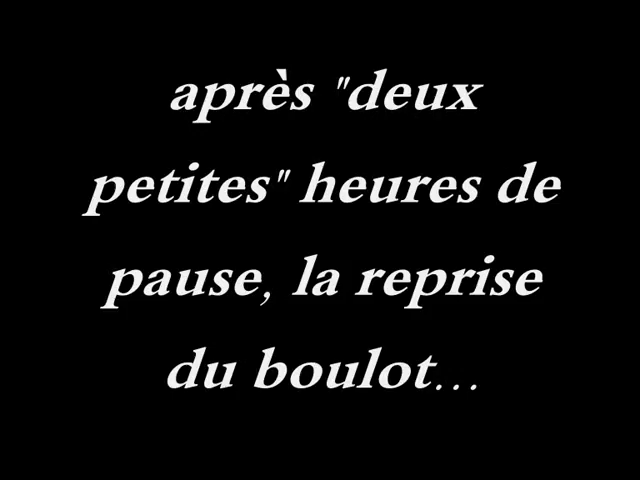 après "deux
petites" heures de
pause, la reprise
du boulot...